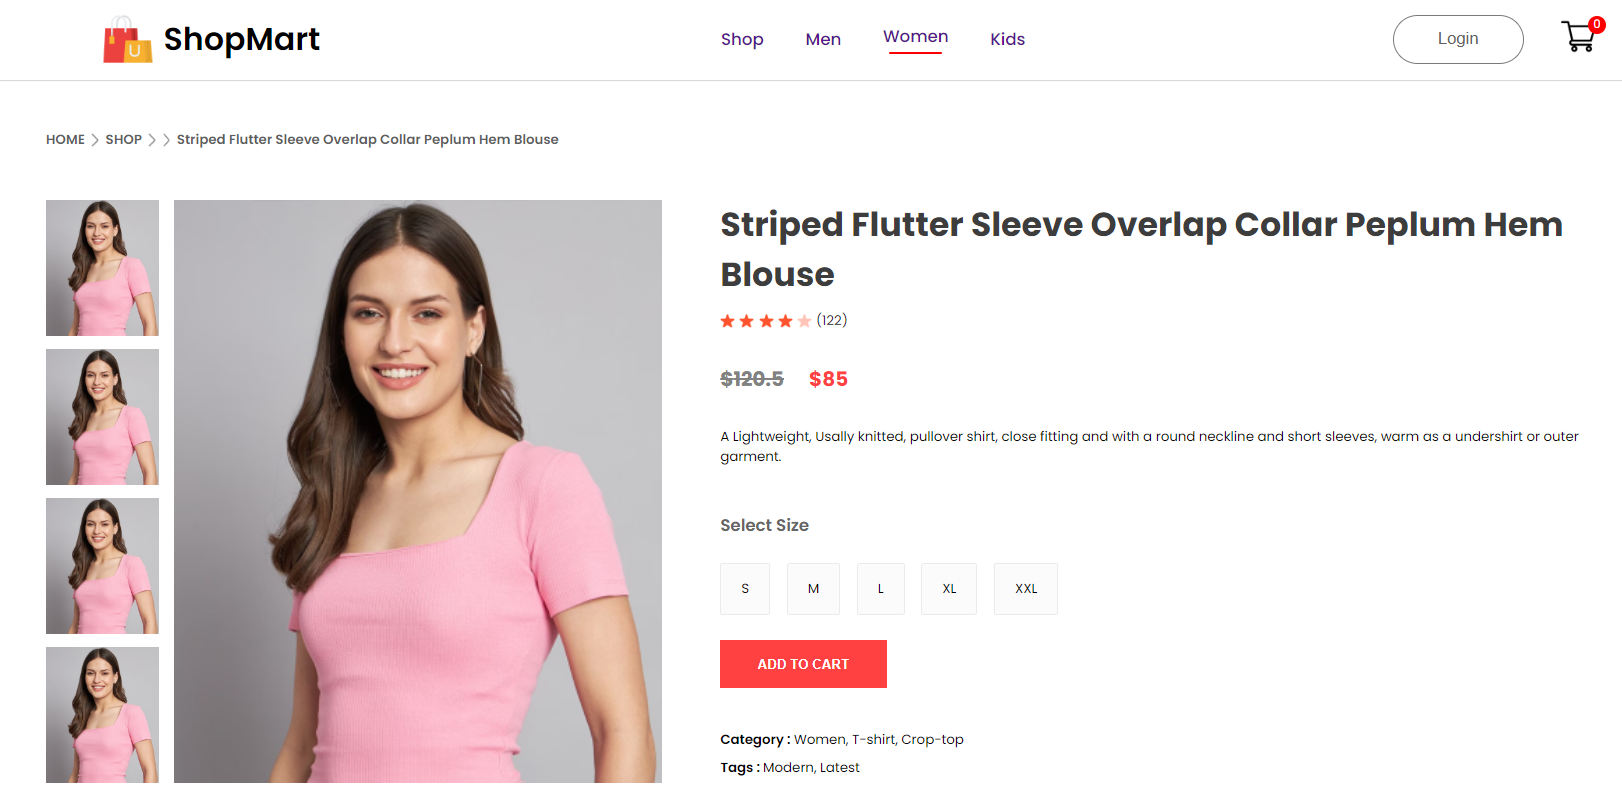 U
ShopMart
Shop
Men
Women
Kids
Login
0
HOME
SHOP
Striped Flutter Sleeve Overlap Collar Peplum Hem Blouse
Striped Flutter Sleeve Overlap Collar Peplum Hem
Blouse
(122)
$120.5 $85
A Lightweight, Usally knitted, pullover shirt, close fitting and with a round neckline and short sleeves, warm as a undershirt or outer
garment.
Select Size
S
M
L
XL
XXL
ADD TO CART
Category : Women, T-shirt, Crop-top
Tags : Modern, Latest